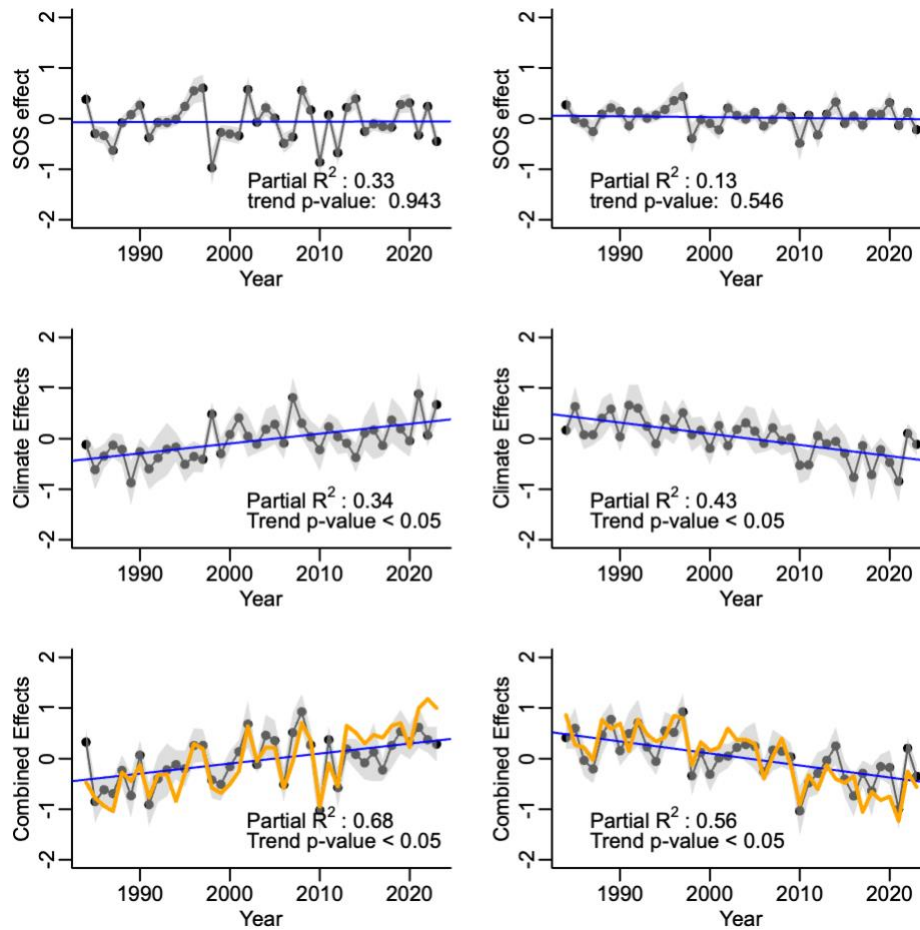 2
1
0
-1
-2
SOS effect
Partial R² : 0.33
trend p-value: 0.943
1990 2000 2010 2020
Year
2
1
0
-1
-2
SOS effect
Partial R² : 0.13
trend p-value: 0.546
1990 2000 2010 2020
Year
2
1
0
-1
-2
Climate Effects
Partial R² : 0.34
Trend p-value < 0.05
1990 2000 2010 2020
Year
2
1
0
-1
-2
Climate Effects
Partial R² : 0.43
Trend p-value < 0.05
1990 2000 2010 2020
Year
2
1
0
-1
-2
Combined Effects
Partial R² : 0.68
Trend p-value < 0.05
1990 2000 2010 2020
Year
2
1
0
-1
-2
Combined Effects
Partial R² : 0.56
Trend p-value < 0.05
1990 2000 2010 2020
Year